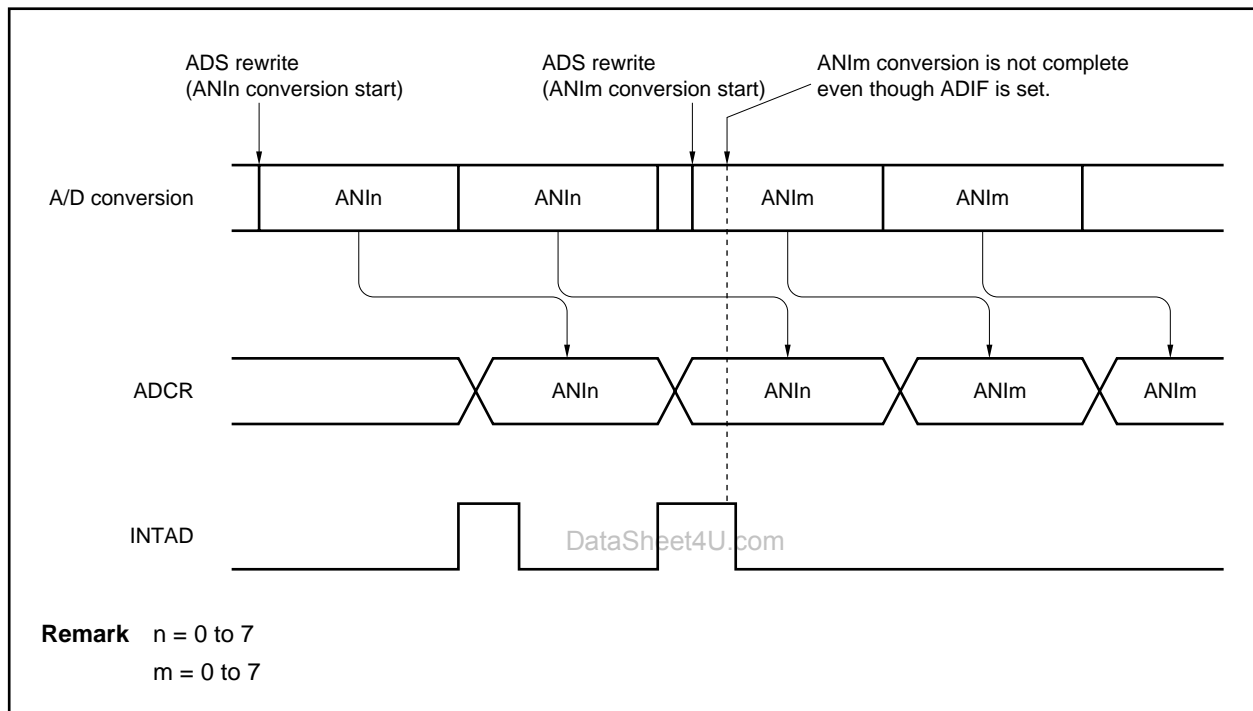 ADS rewrite
(ANIn conversion start)
ADS rewrite
(ANIm conversion start)
ANIm conversion is not complete
even though ADIF is set.
A/D conversion
ANIn
ANIn
ANIm
ANIm
ADCR
ANIn
ANIn
ANIm
ANIm
INTAD
DataSheet4U.com
Remark n = 0 to 7
m = 0 to 7